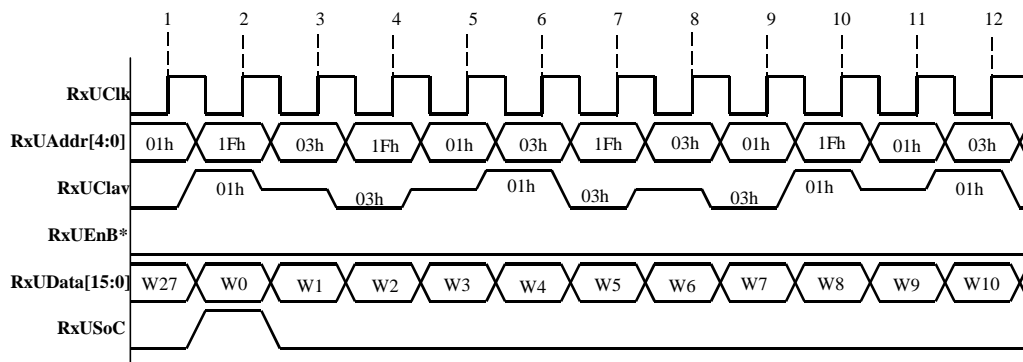 1 2 3 4 5 6 7 8 9 10 11 12
RxUClk
RxUAddr[4:0] 01h 1Fh 03h 1Fh 01h 03h 1Fh 03h 01h 1Fh 01h 03h
RxUClav 01h 03h 01h 03h 03h 01h 01h
RxUEnB*
RxUData[15:0] W27 W0 W1 W2 W3 W4 W5 W6 W7 W8 W9 W10
RxUSoC